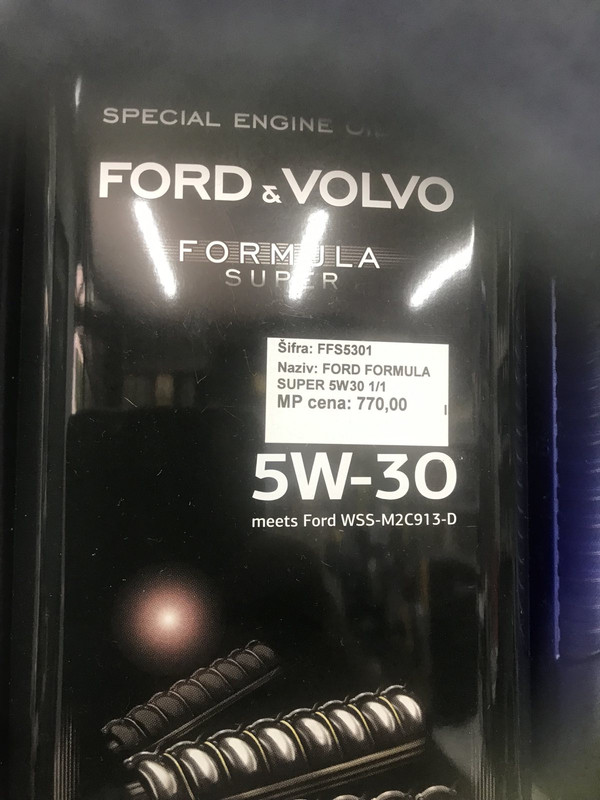 SPECIAL ENGINE OIL
FORD & VOLVO
FORMULA
SUPER
Šifra: FFS5301
Naziv: FORD FORMULA
SUPER 5W30 1/1
MP cena: 770,00
5W-30
meets Ford WSS-M2C913-D